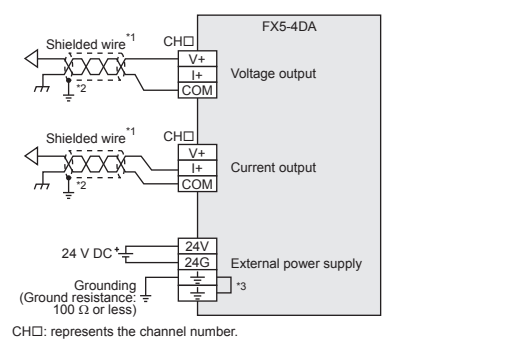 FX5-4DA
Shielded wire*1
CH□
V+
I+
COM
*2
Voltage output
Shielded wire*1
CH□
V+
I+
COM
*2
Current output
24 V DC
+
24V
24G
External power supply
Grounding
(Ground resistance:
100 Ω or less)
*3
CH□: represents the channel number.